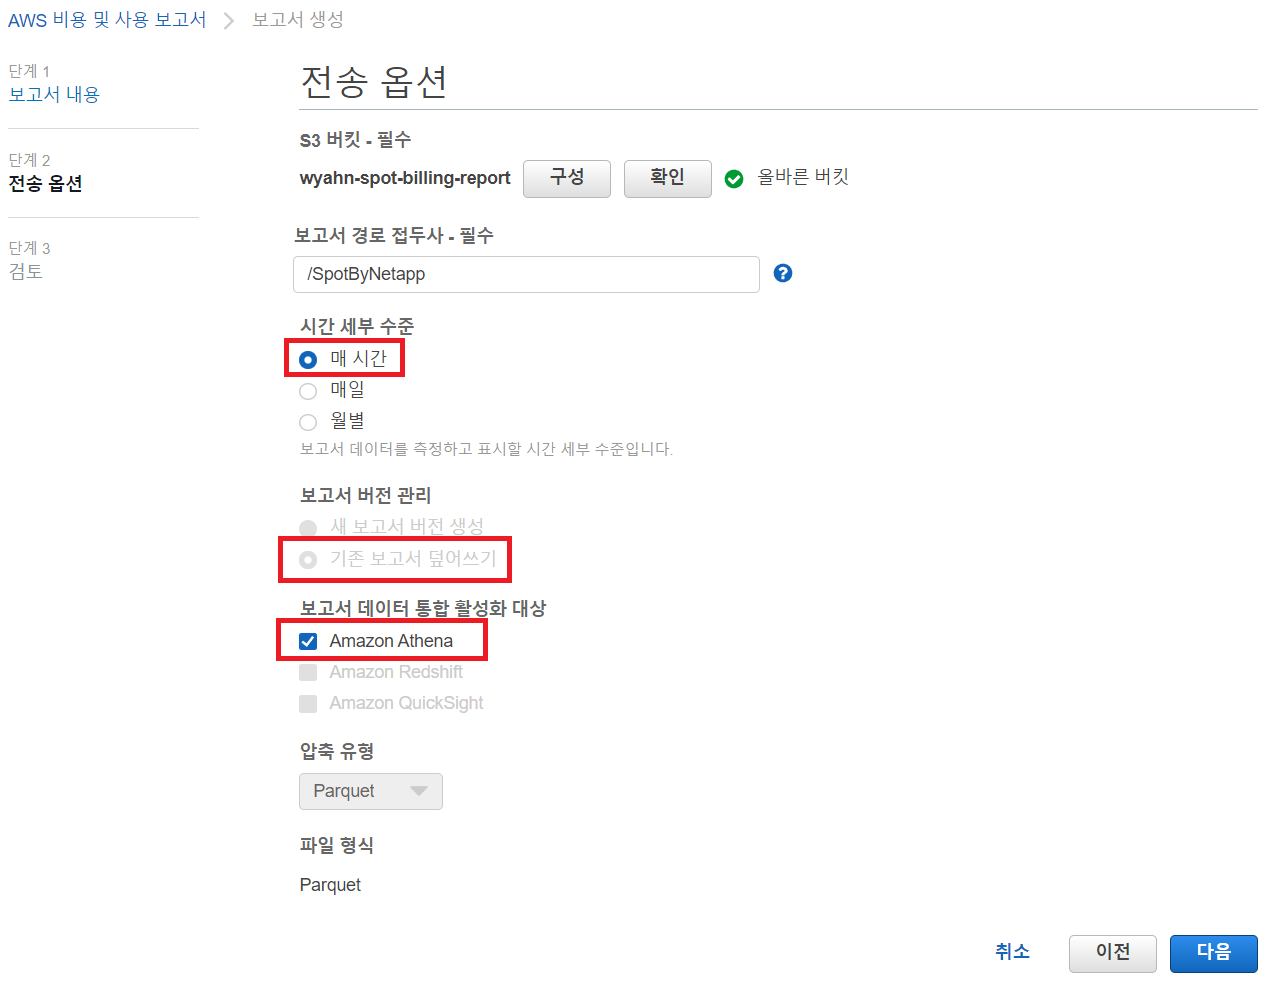 AWS 비용 및 사용 보고서 > 보고서 생성
단계 1
보고서 내용
단계 2
전송 옵션
단계 3
검토
전송 옵션
S3 버킷 - 필수
wyahn-spot-billing-report 구성 확인 올바른 버킷
보고서 경로 접두사 - 필수
/SpotByNetapp ?
시간 세부 수준
매 시간
매일
월별
보고서 데이터를 측정하고 표시할 시간 세부 수준입니다.
보고서 버전 관리
새 보고서 버전 생성
기존 보고서 덮어쓰기
보고서 데이터 통합 활성화 대상
Amazon Athena
Amazon Redshift
Amazon QuickSight
압축 유형
Parquet
파일 형식
Parquet
취소 이전 다음